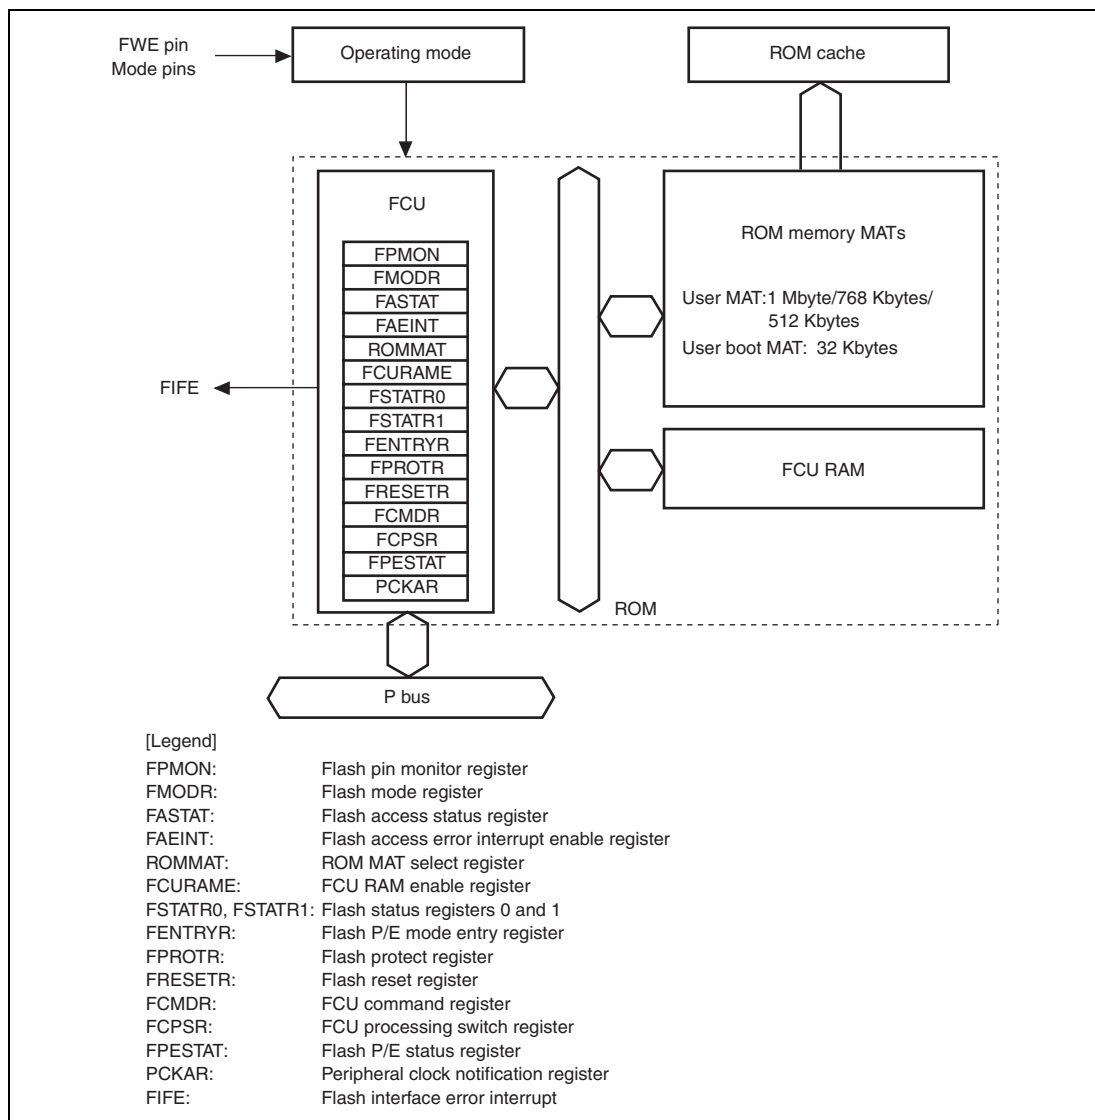 FWE pin
Mode pins
Operating mode
ROM cache
FCU
FPMON
FMODR
FASTAT
FAEINT
ROMMAT
FCURAME
FSTATR0
FSTATR1
FENTRYR
FPROTR
FRESETR
FCMDR
FCPSR
FPESTAT
PCKAR
FIFE
ROM memory MATs
User MAT:1 Mbyte/768 Kbytes/
512 Kbytes
User boot MAT: 32 Kbytes
FCU RAM
ROM
P bus
[Legend]
FPMON: Flash pin monitor register
FMODR: Flash mode register
FASTAT: Flash access status register
FAEINT: Flash access error interrupt enable register
ROMMAT: ROM MAT select register
FCURAME: FCU RAM enable register
FSTATR0, FSTATR1: Flash status registers 0 and 1
FENTRYR: Flash P/E mode entry register
FPROTR: Flash protect register
FRESETR: Flash reset register
FCMDR: FCU command register
FCPSR: FCU processing switch register
FPESTAT: Flash P/E status register
PCKAR: Peripheral clock notification register
FIFE: Flash interface error interrupt